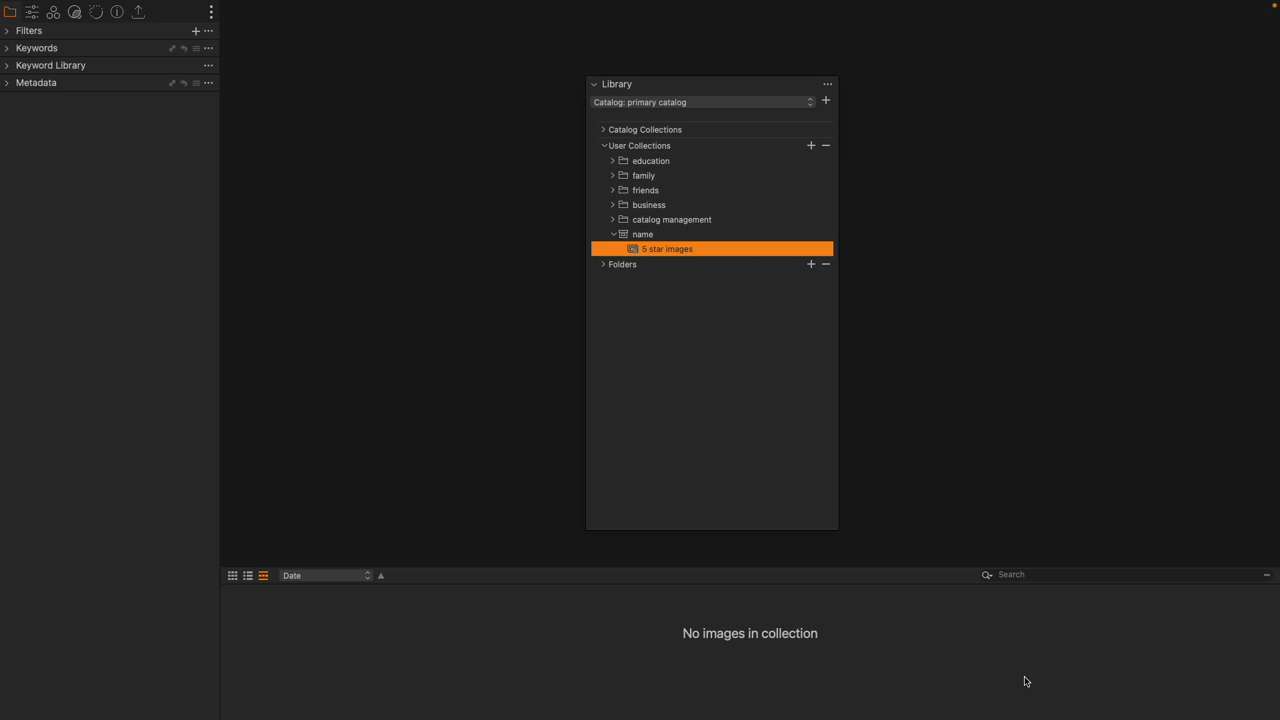 Filters
Keywords
Keyword Library
Metadata
Library
Catalog: primary catalog
Catalog Collections
User Collections
education
family
friends
business
catalog management
name
5 star images
Folders
Date
Search
No images in collection